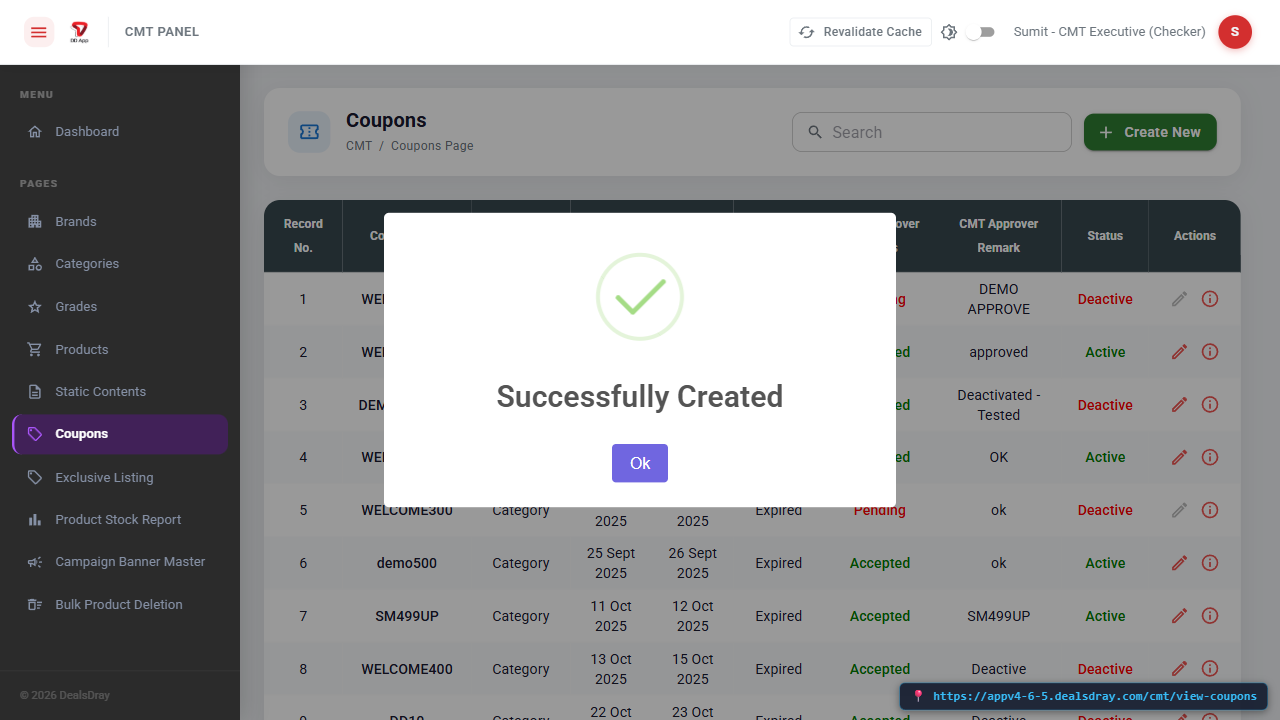 DD App
CMT PANEL
Revalidate Cache
Sumit - CMT Executive (Checker)
S
MENU
Dashboard
PAGES
Brands
Categories
Grades
Products
Static Contents
Coupons
Exclusive Listing
Product Stock Report
Campaign Banner Master
Bulk Product Deletion
© 2026 DealsDray
Coupons
CMT / Coupons Page
Search
Create New
Record
No.
CMT Approver
Remark
Status
Actions
1
DEMO
APPROVE
Deactive
2
approved
Active
3
Deactivated -
Tested
Deactive
4
OK
Active
Successfully Created
Ok
5 WELCOME300 Category 2025 2025 Expired Pending ok Deactive
6 demo500 Category 25 Sept 2025 26 Sept 2025 Expired Accepted ok Active
7 SM499UP Category 11 Oct 2025 12 Oct 2025 Expired Accepted SM499UP Active
8 WELCOME400 Category 13 Oct 2025 15 Oct 2025 Expired Accepted Deactive Deactive
22 Oct 23 Oct
https://appv4-6-5.dealsdray.com/cmt/view-coupons